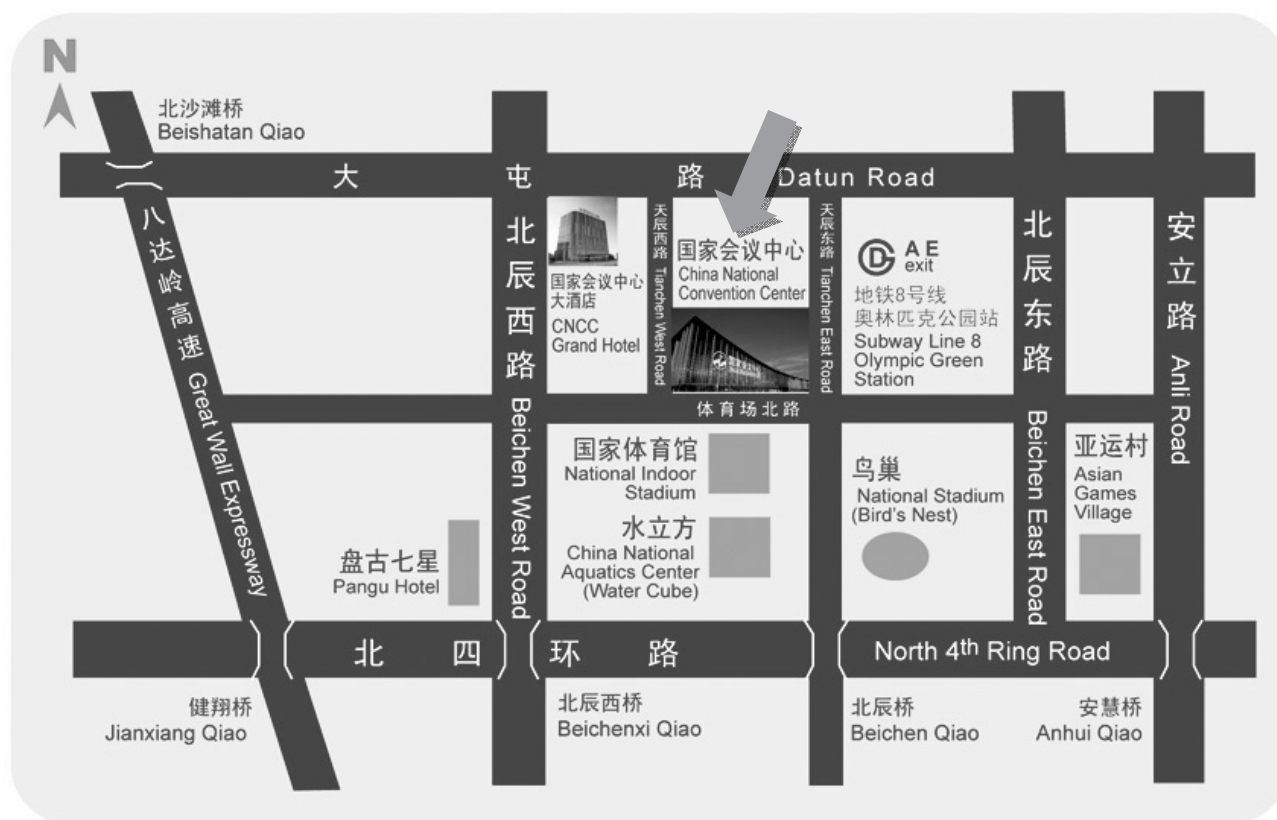 N
北沙滩桥
Beishatan Qiao
大屯路 Datun Road
八达岭高速 Great Wall Expressway
北辰西路 Beichen West Road
国家会议中心
大酒店
CNCC
Grand Hotel
天辰西路 Tianchen West Road
国家会议中心
China National
Convention Center
天辰东路 Tianchen East Road
A E
exit
地铁8号线
奥林匹克公园站
Subway Line 8
Olympic Green
Station
北辰东路 Beichen East Road
安立路 Anli Road
体育场北路
国家体育馆
National Indoor
Stadium
水立方
China National
Aquatics Center
(Water Cube)
鸟巢
National Stadium
(Bird's Nest)
亚运村
Asian
Games
Village
盘古七星
Pangu Hotel
北四环路 North 4th Ring Road
健翔桥
Jianxiang Qiao
北辰西桥
Beichenxi Qiao
北辰桥
Beichen Qiao
安慧桥
Anhui Qiao